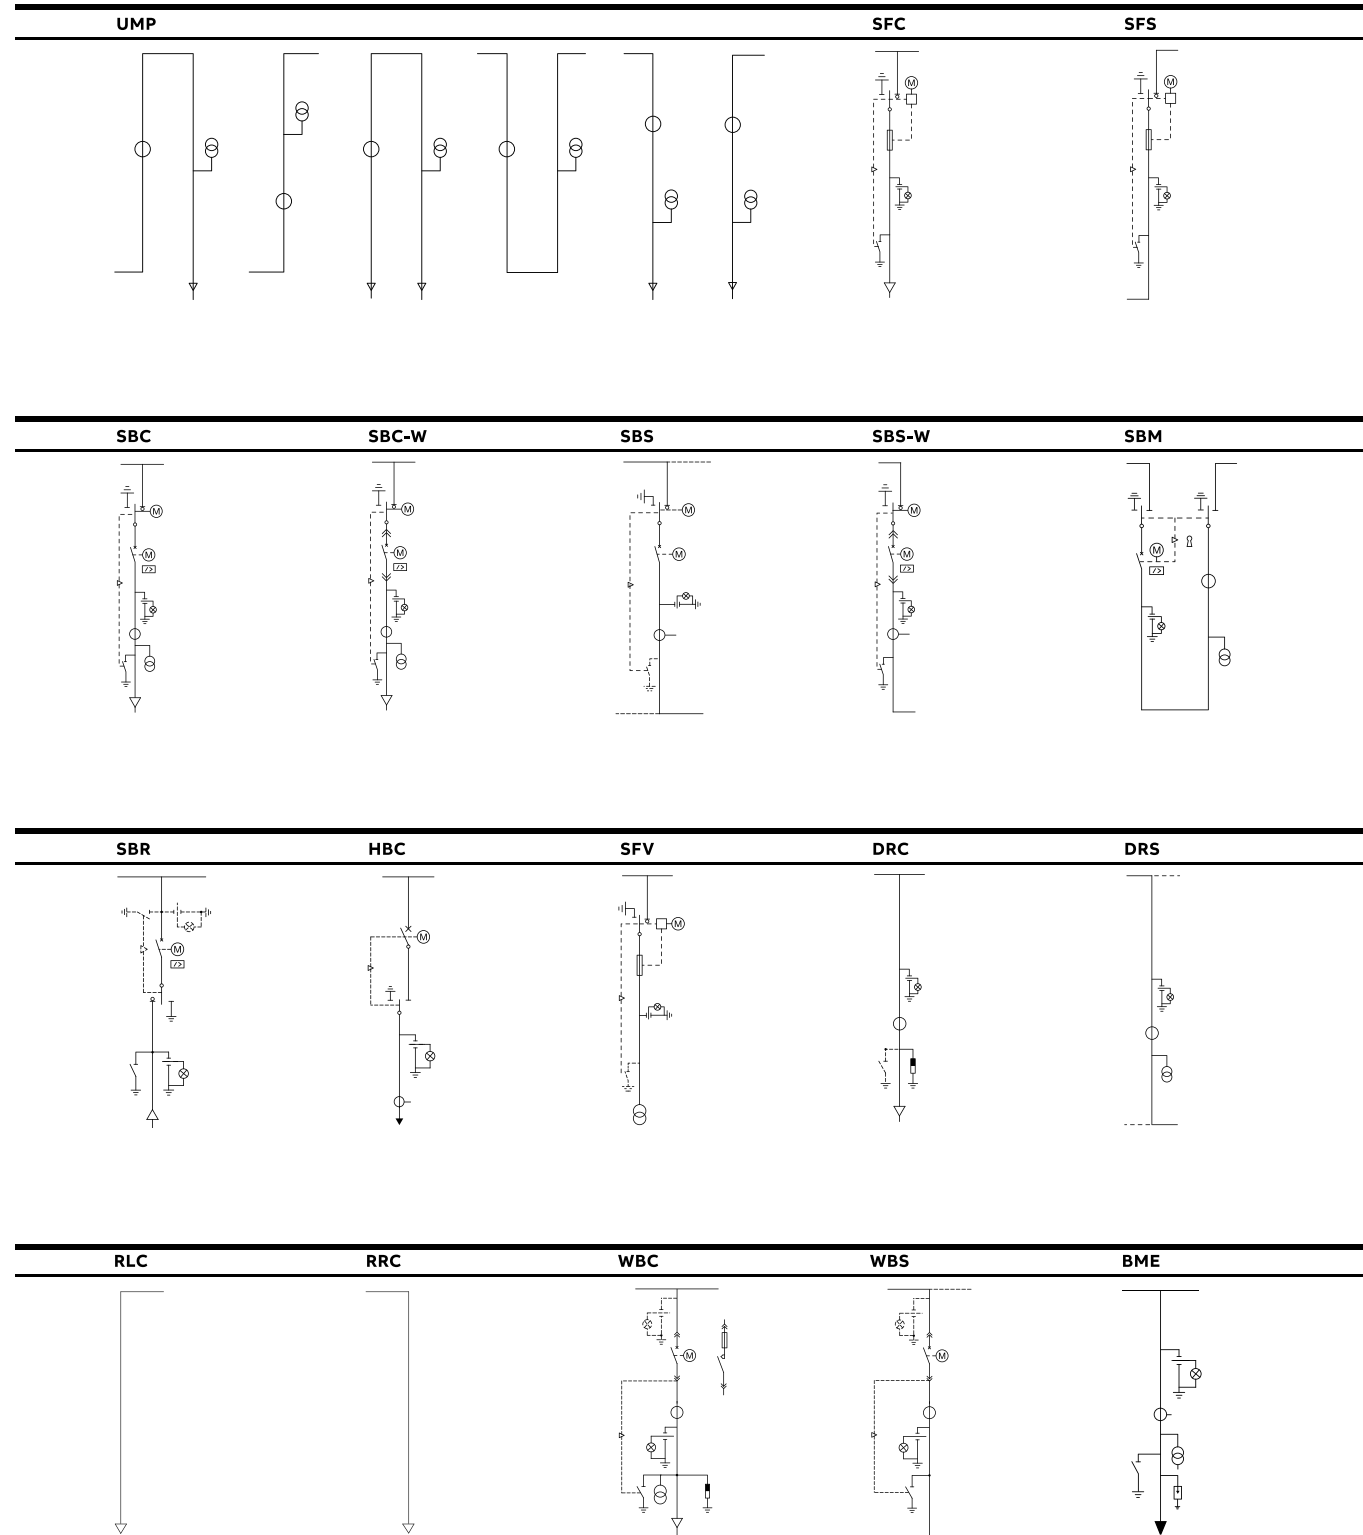 UMP SFC SFS
M M
SBC SBC-W SBS SBS-W SBM
M M M M
M M M M M
SBR HBC SFV DRC DRS
M M M
RLC RRC WBC WBS BME
M M